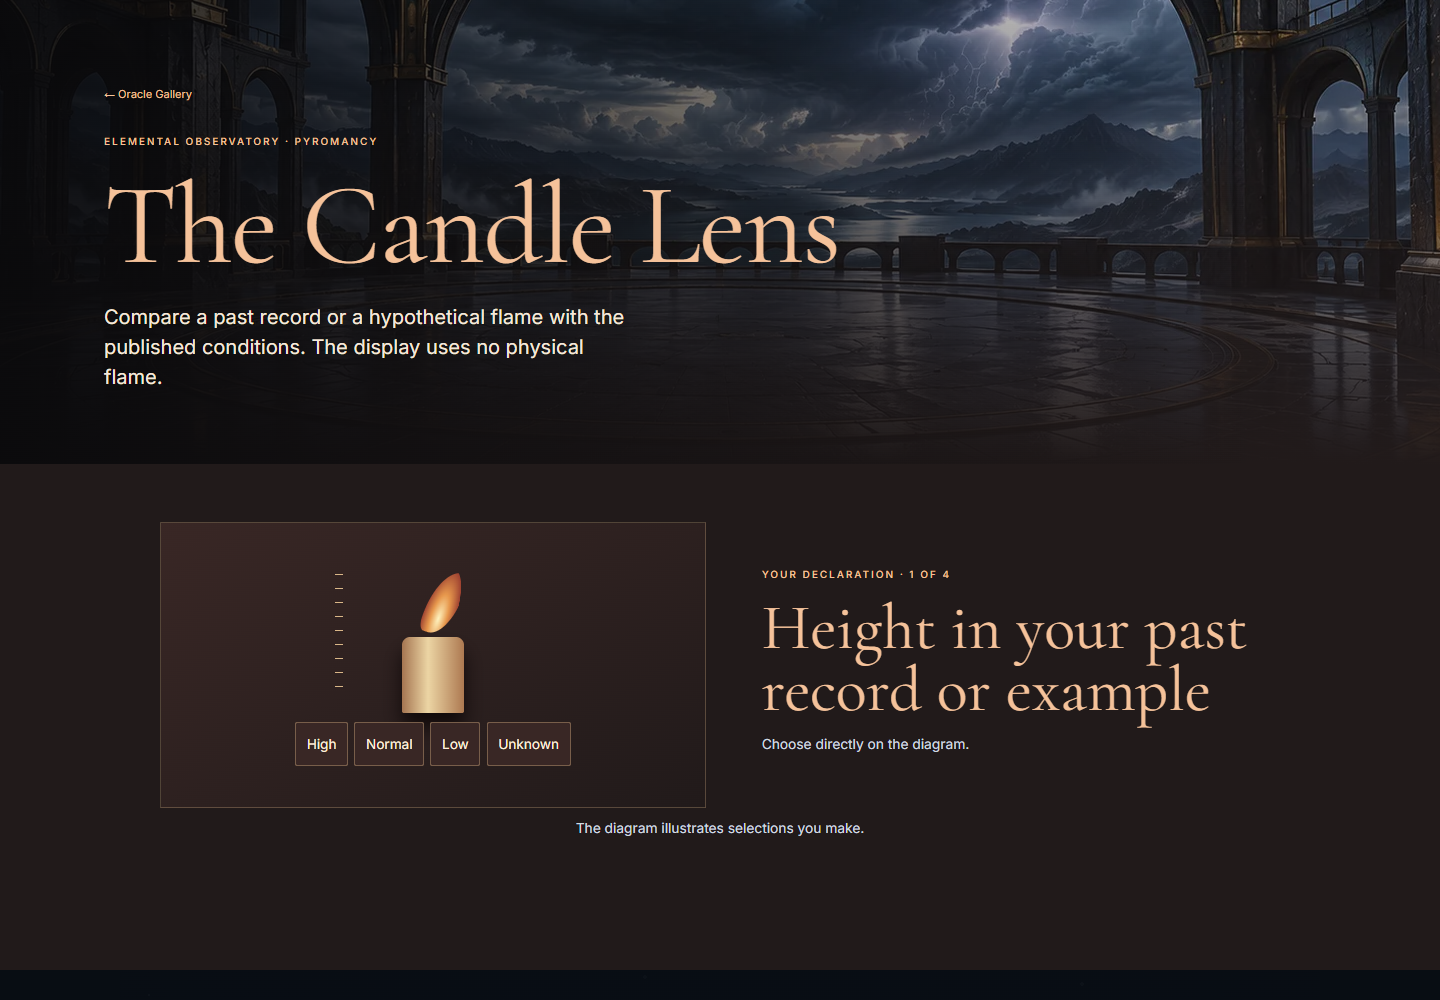 ← Oracle Gallery
ELEMENTAL OBSERVATORY · PYROMANCY
The Candle Lens
Compare a past record or a hypothetical flame with the
published conditions. The display uses no physical
flame.
High Normal Low Unknown
YOUR DECLARATION · 1 OF 4
Height in your past
record or example
Choose directly on the diagram.
The diagram illustrates selections you make.